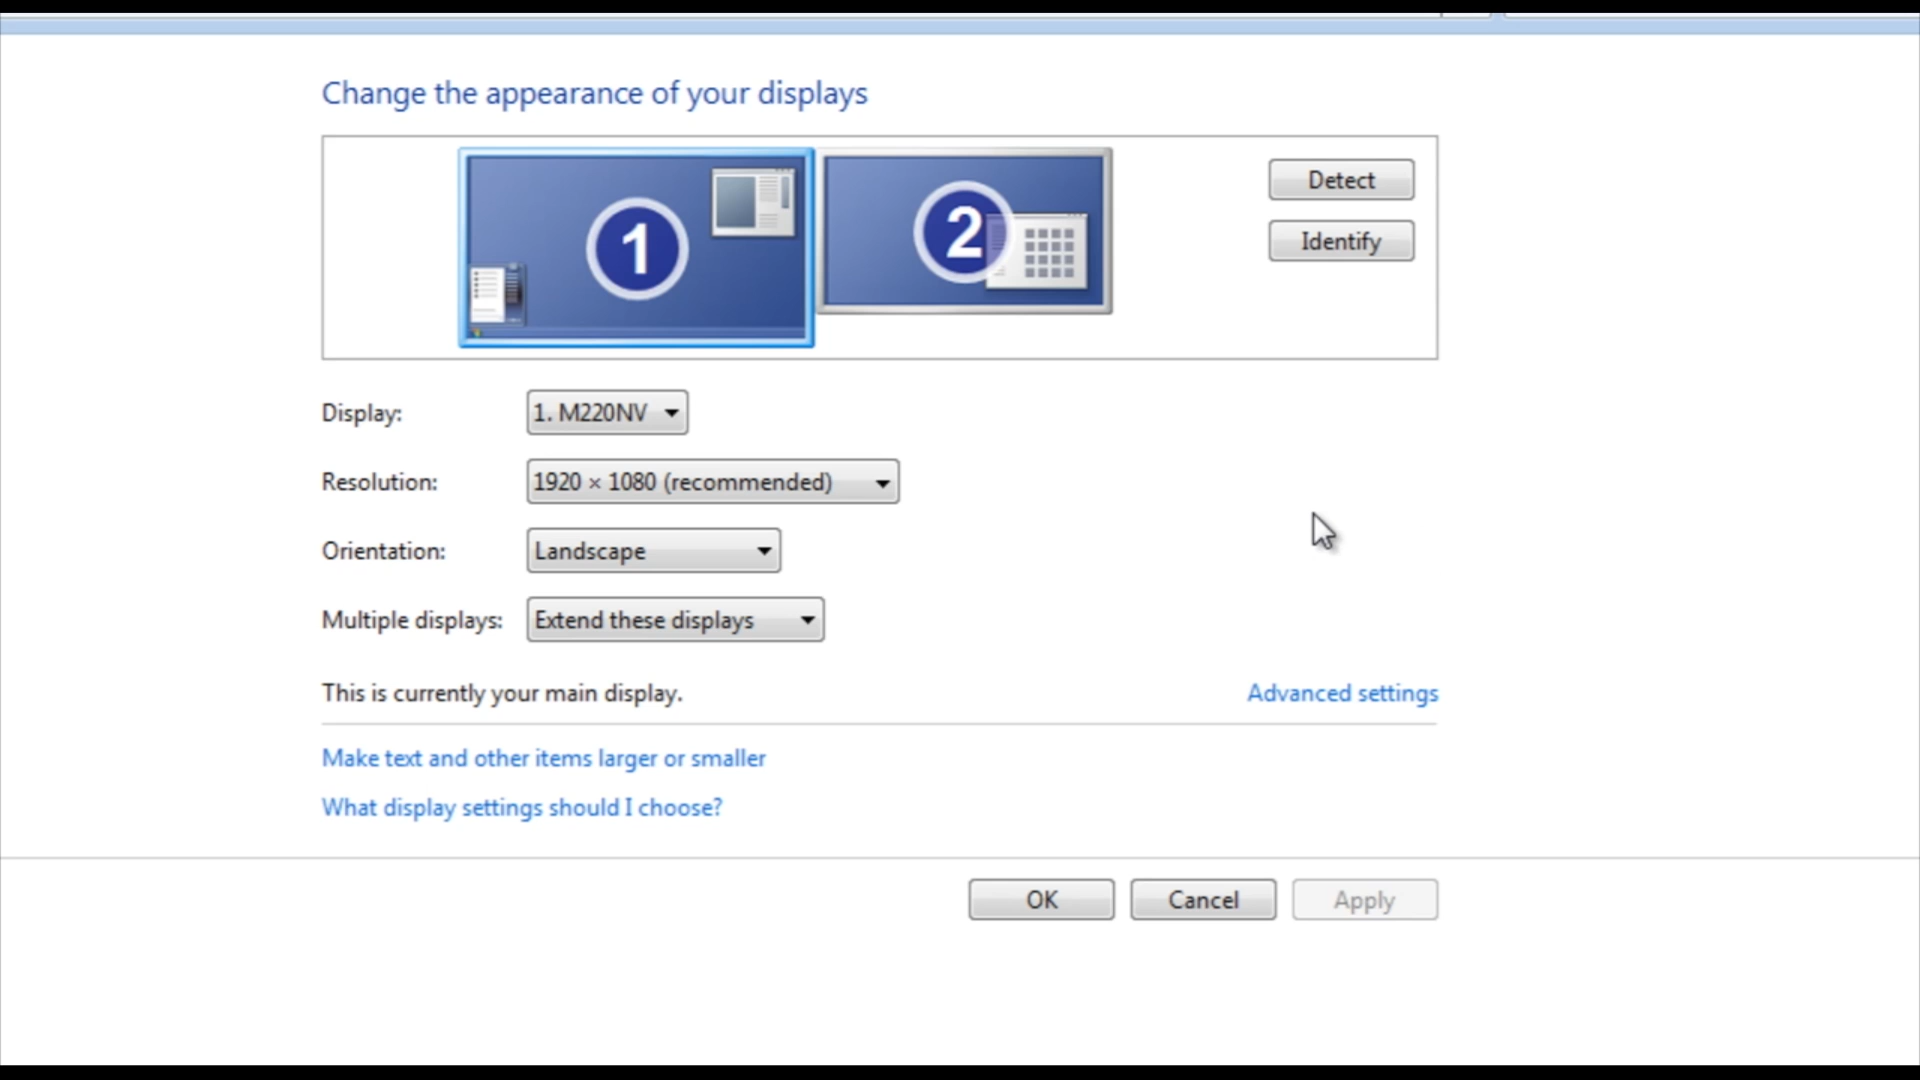 Change the appearance of your displays
1
2
Detect
Identify
Display: 1. M220NV
Resolution: 1920 × 1080 (recommended)
Orientation: Landscape
Multiple displays: Extend these displays
This is currently your main display. Advanced settings
Make text and other items larger or smaller
What display settings should I choose?
OK Cancel Apply